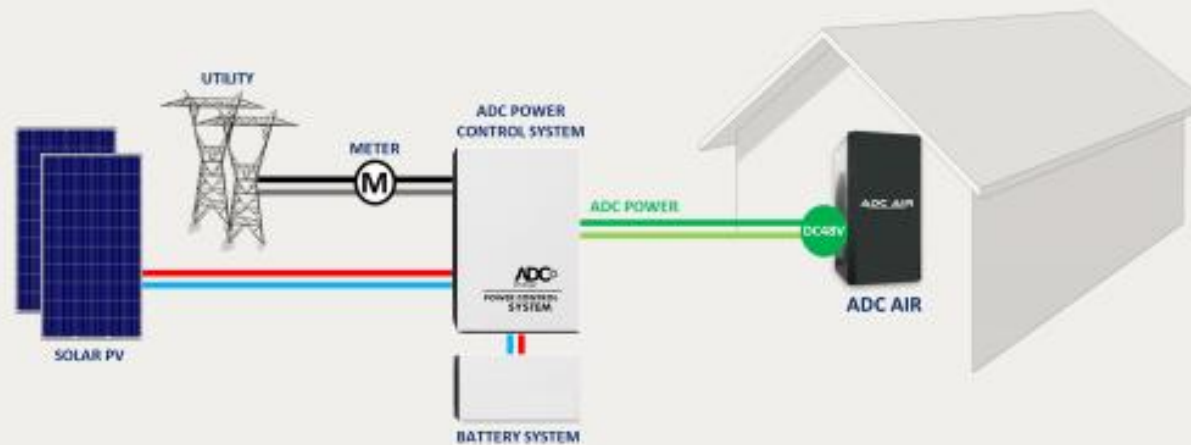 UTILITY
ADC POWER
CONTROL SYSTEM
METER
M
ADC POWER
DC48V
ADC AIR
ADC
POWER CONTROL
SYSTEM
ADC AIR
SOLAR PV
BATTERY SYSTEM